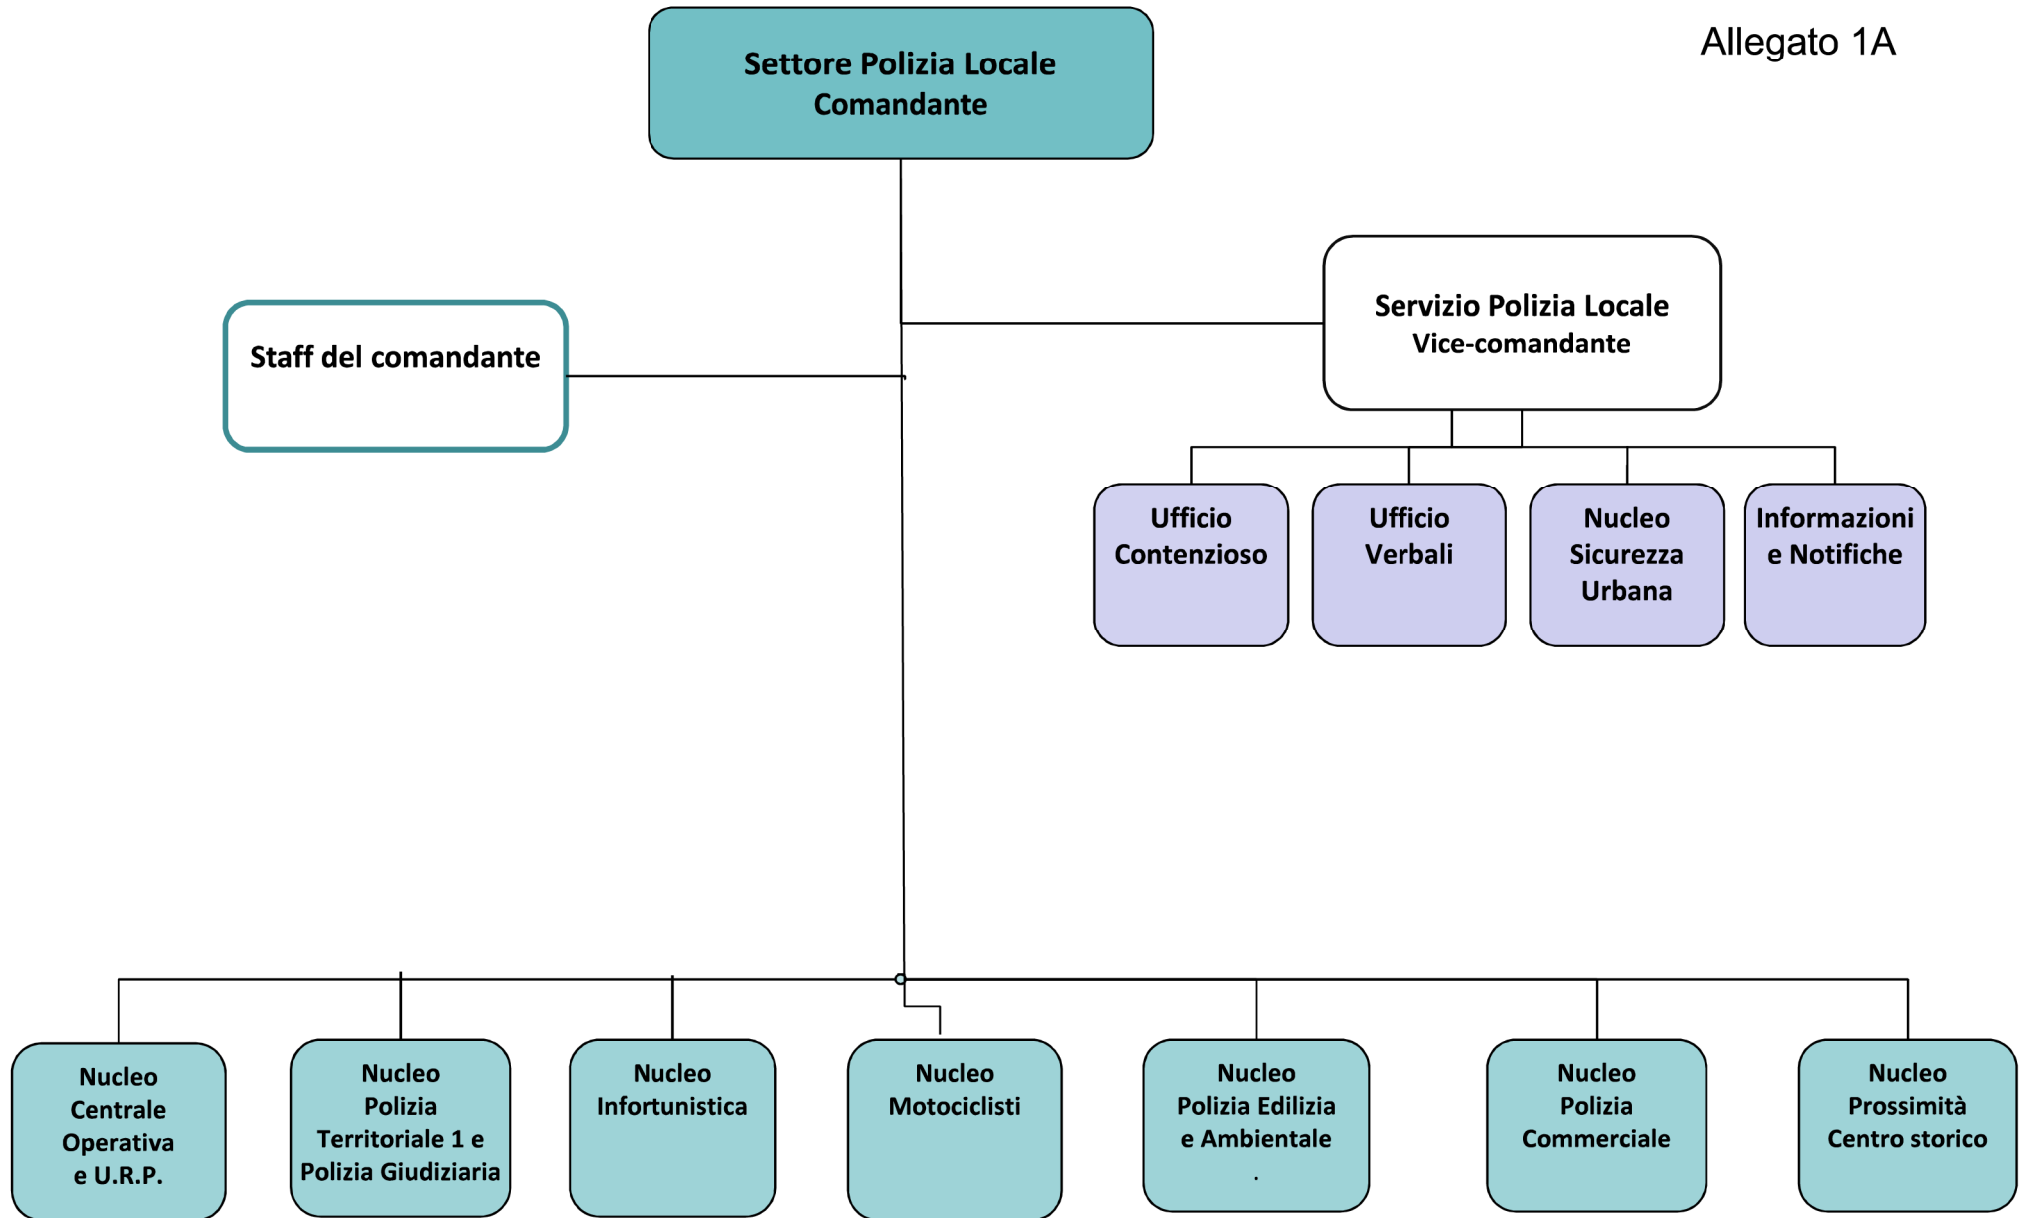 Allegato 1A
Settore Polizia Locale
Comandante
Servizio Polizia Locale
Vice-comandante
Staff del comandante
Ufficio
Contenzioso
Ufficio
Verbali
Nucleo
Sicurezza
Urbana
Informazioni
e Notifiche
Nucleo
Centrale
Operativa
e U.R.P.
Nucleo
Polizia
Territoriale 1 e
Polizia Giudiziaria
Nucleo
Infortunistica
Nucleo
Motociclisti
Nucleo
Polizia Edilizia
e Ambientale
.
Nucleo
Polizia
Commerciale
Nucleo
Prossimità
Centro storico